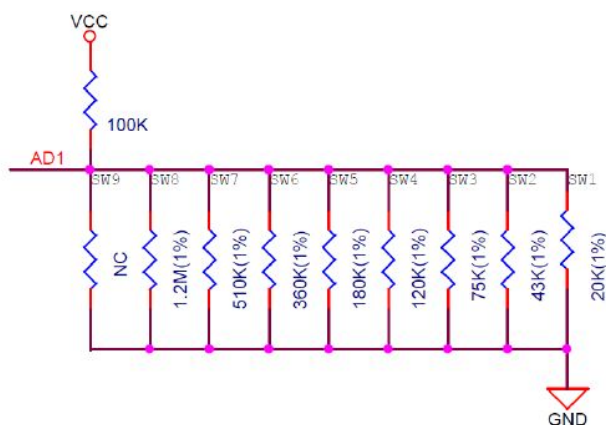 VCC
100K
AD1
SW9
SW8
SW7
SW6
SW5
SW4
SW3
SW2
SW1
NC
1.2M(1%)
510K(1%)
360K(1%)
180K(1%)
120K(1%)
75K(1%)
43K(1%)
20K(1%)
GND